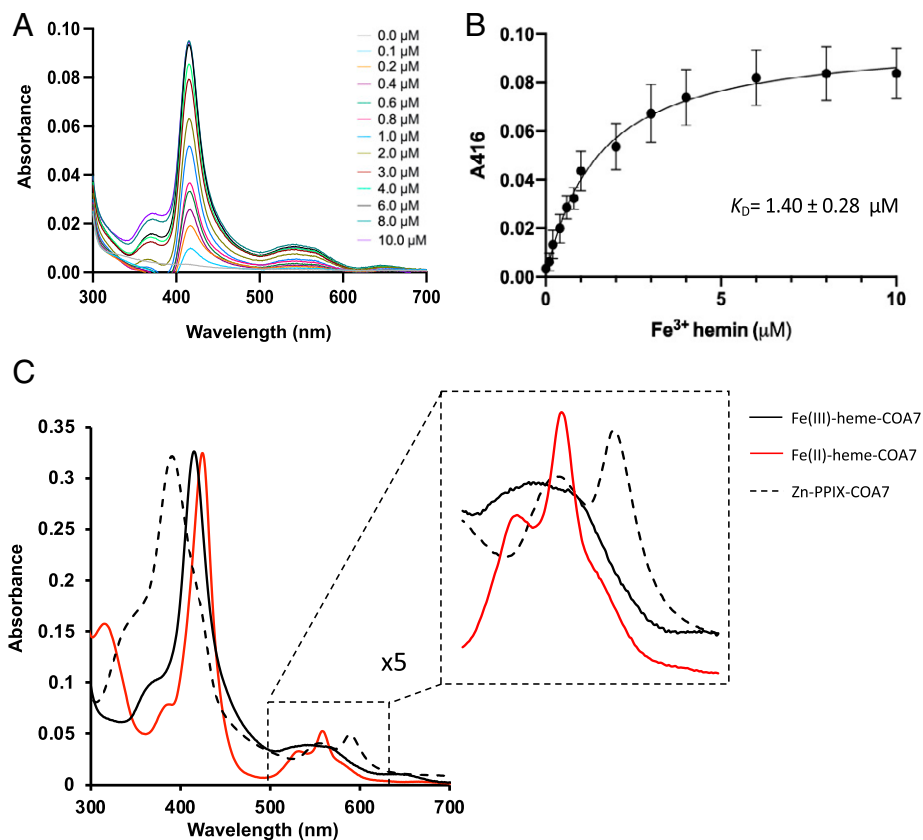 A
0.10
0.08
0.06
0.04
0.02
0.00
Absorbance
300
400
500
600
700
Wavelength (nm)
0.0 μM
0.1 μM
0.2 μM
0.4 μM
0.6 μM
0.8 μM
1.0 μM
2.0 μM
3.0 μM
4.0 μM
6.0 μM
8.0 μM
10.0 μM
B
0.10
0.08
0.06
0.04
0.02
0.00
A416
0
5
10
Fe³⁺ hemin (μM)
K_D= 1.40 ± 0.28 μM
C
0.35
0.3
0.25
0.2
0.15
0.1
0.05
0
Absorbance
300
400
500
600
700
Wavelength (nm)
x5
Fe(III)-heme-COA7
Fe(II)-heme-COA7
Zn-PPIX-COA7